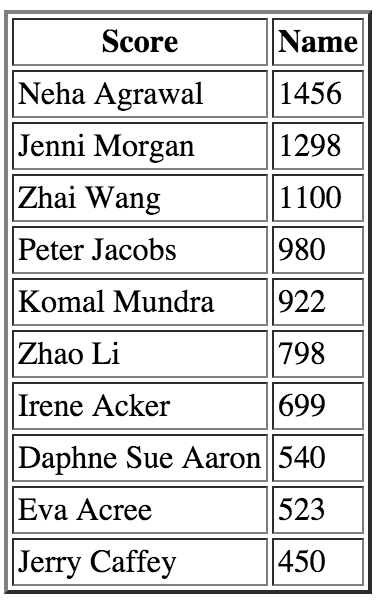 Score Name
Neha Agrawal 1456
Jenni Morgan 1298
Zhai Wang 1100
Peter Jacobs 980
Komal Mundra 922
Zhao Li 798
Irene Acker 699
Daphne Sue Aaron 540
Eva Acree 523
Jerry Caffey 450